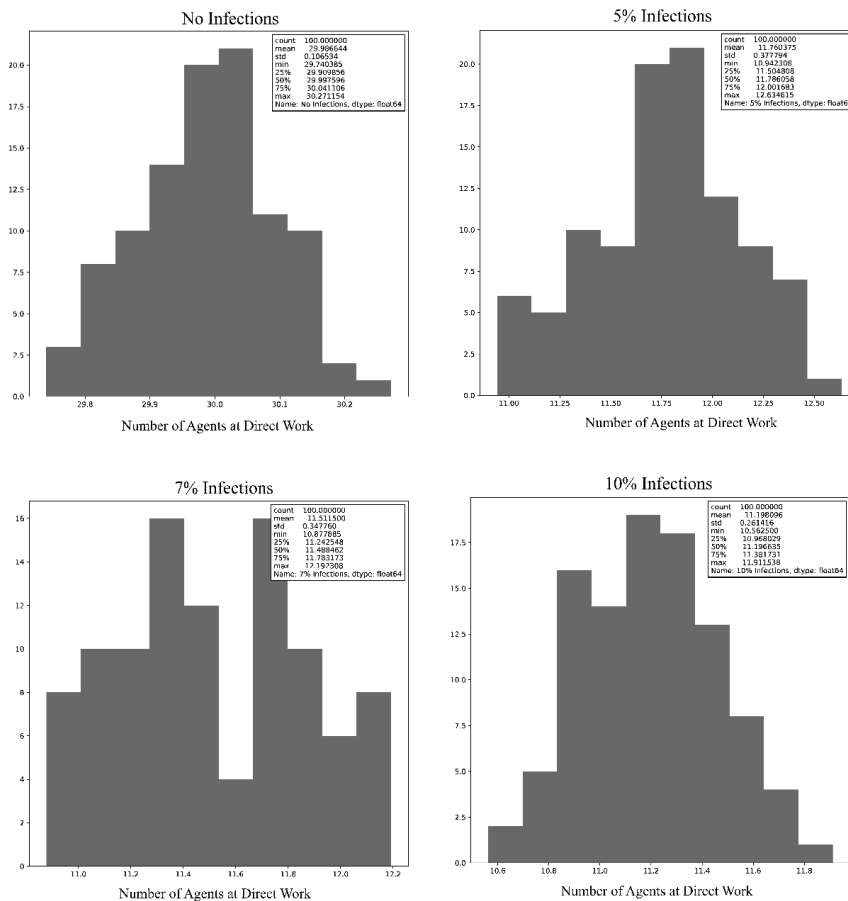 No Infections
count 100.000000
mean 29.986644
std 0.106534
min 29.740385
25% 29.909856
50% 29.997596
75% 30.041106
max 30.271154
Name: No Infections, dtype: float64
20.0
17.5
15.0
12.5
10.0
7.5
5.0
2.5
0.0
29.8 29.9 30.0 30.1 30.2
Number of Agents at Direct Work
5% Infections
count 100.000000
mean 11.760375
std 0.377794
min 10.942308
25% 11.504808
50% 11.786058
75% 12.001683
max 12.634615
Name: 5% Infections, dtype: float6
20.0
17.5
15.0
12.5
10.0
7.5
5.0
2.5
0.0
11.00 11.25 11.50 11.75 12.00 12.25 12.50
Number of Agents at Direct Work
7% Infections
count 100.000000
mean 11.511500
std 0.347760
min 10.877885
25% 11.242548
50% 11.488462
75% 11.783173
max 12.192308
Name: 7% Infections, dtype: float64
16
14
12
10
8
6
4
2
0
11.0 11.2 11.4 11.6 11.8 12.0 12.2
Number of Agents at Direct Work
10% Infections
count 100.000000
mean 11.198096
std 0.261416
min 10.562500
25% 10.968029
50% 11.196635
75% 11.381731
max 11.911538
Name: 10% Infections, dtype: float64
17.5
15.0
12.5
10.0
7.5
5.0
2.5
0.0
10.6 10.8 11.0 11.2 11.4 11.6 11.8
Number of Agents at Direct Work